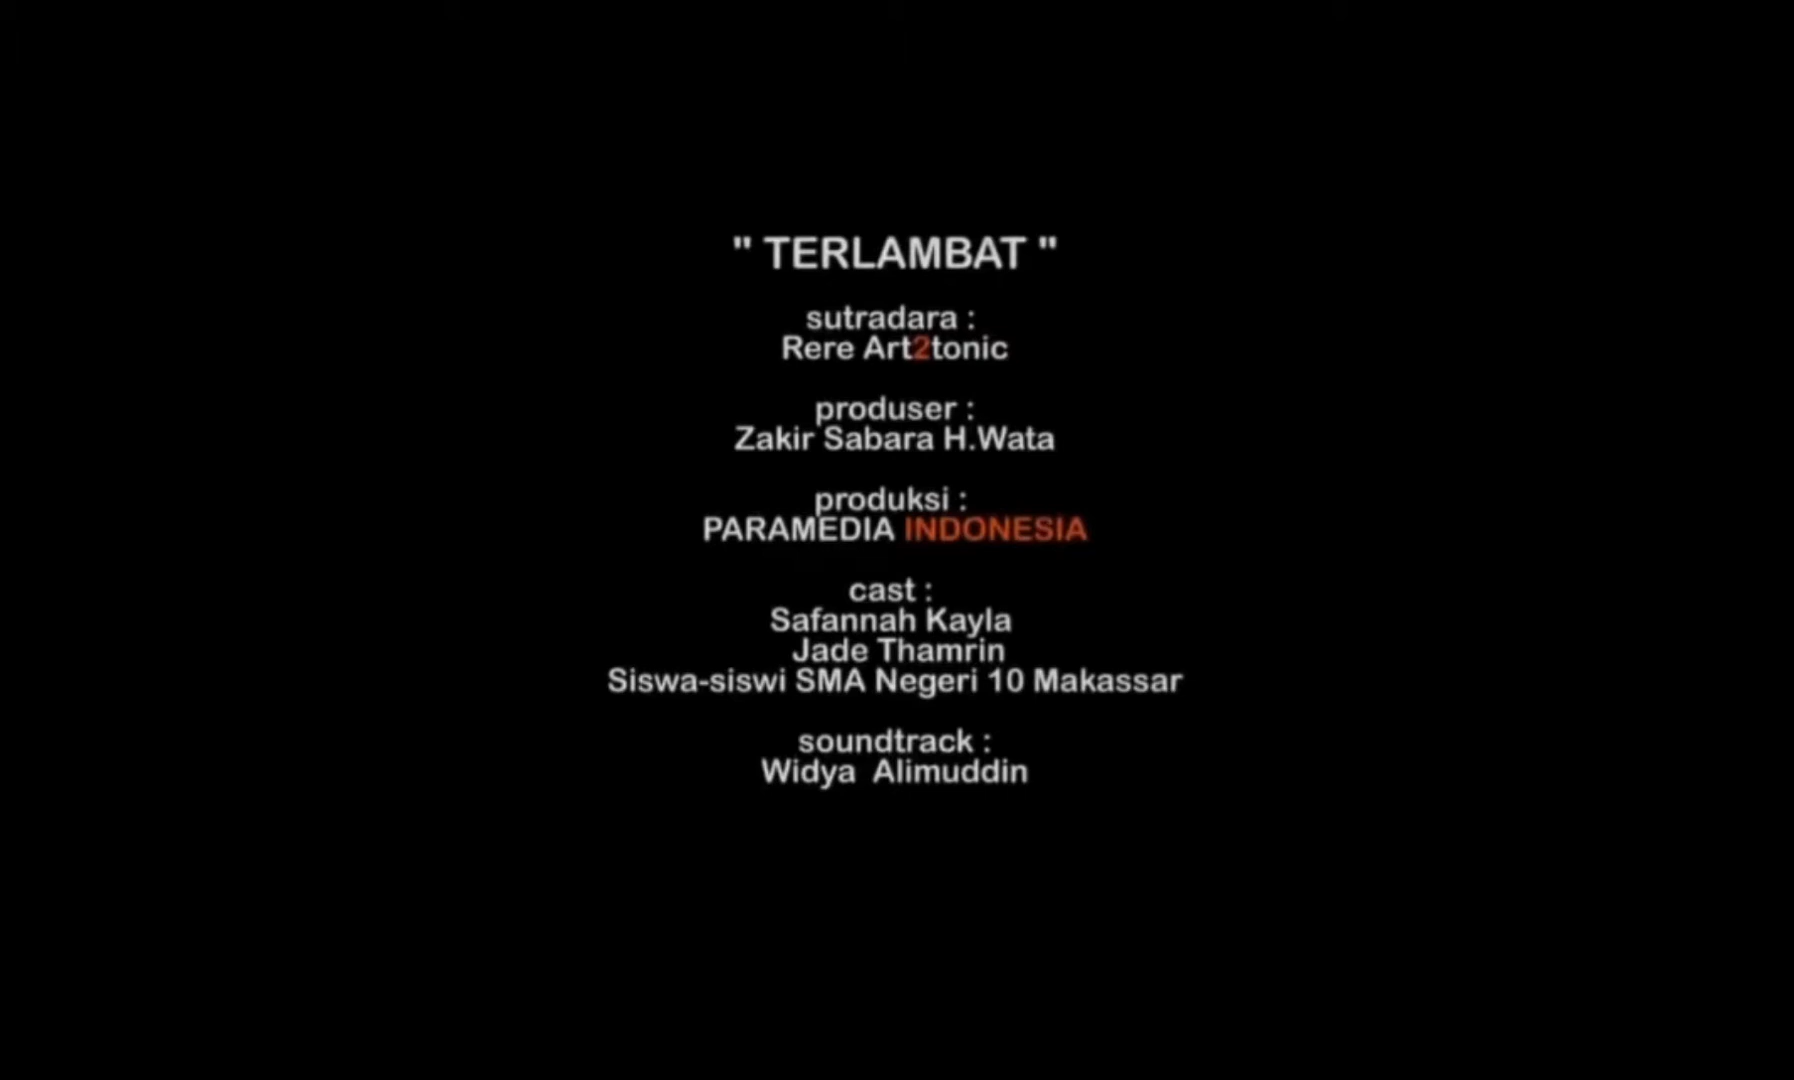 " TERLAMBAT "
sutradara :
Rere Art2tonic
produser :
Zakir Sabara H.Wata
produksi :
PARAMEDIA INDONESIA
cast :
Safannah Kayla
Jade Thamrin
Siswa-siswi SMA Negeri 10 Makassar
soundtrack :
Widya  Alimuddin